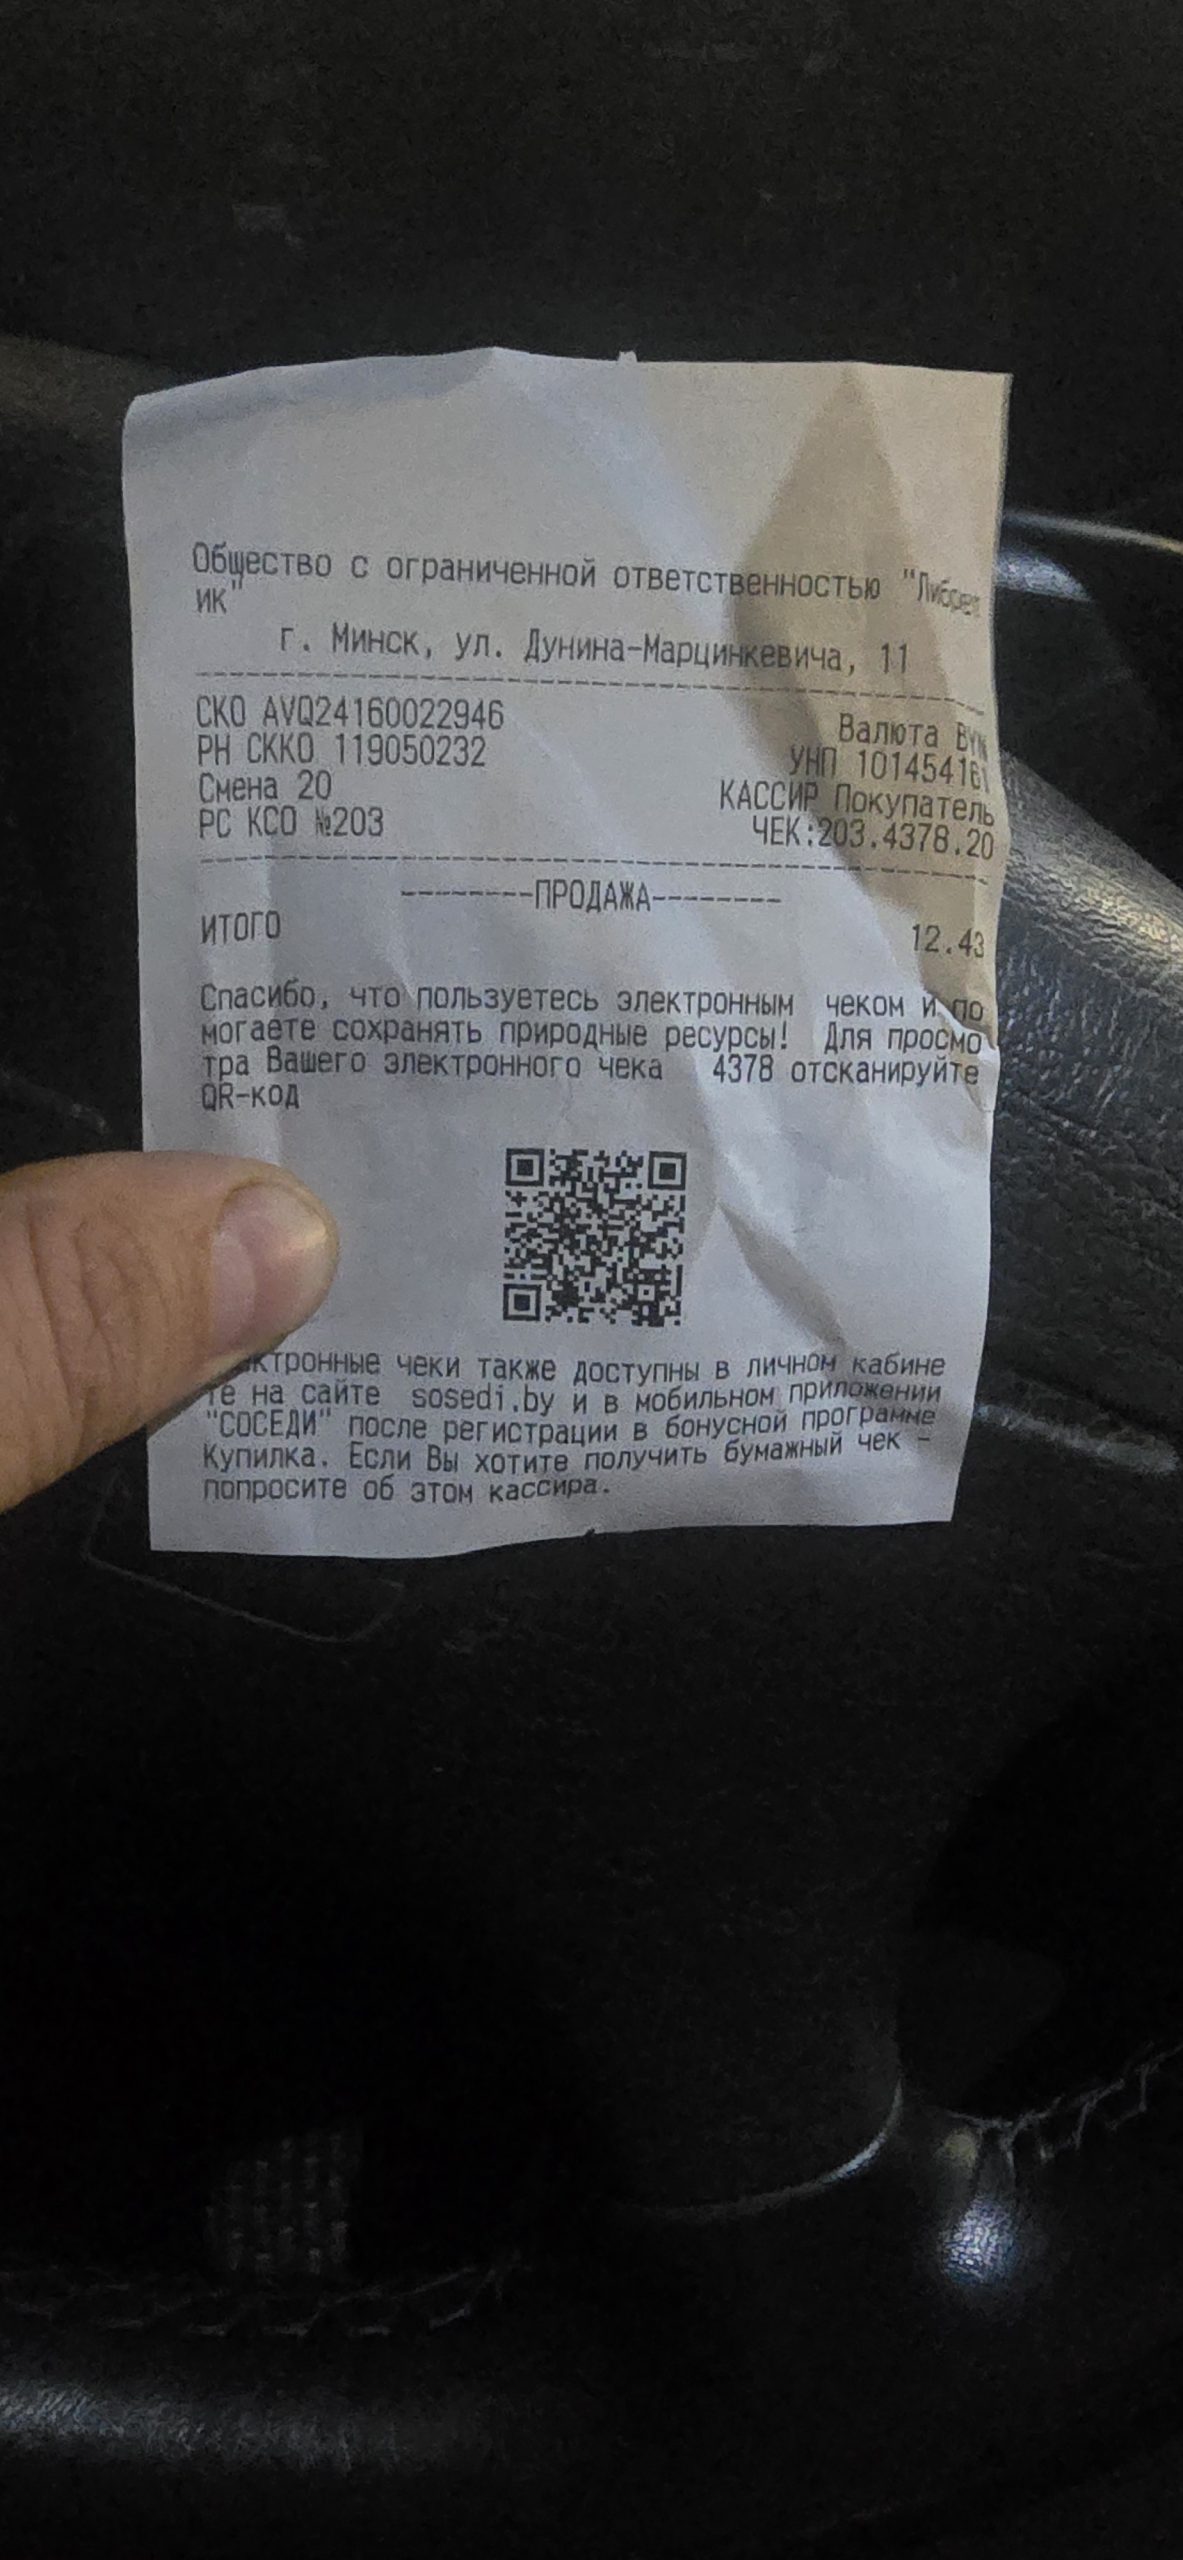 Общество с ограниченной ответственностью "Либрет
ик"
г. Минск, ул. Дунина-Марцинкевича, 11
СКО AVQ24160022946
Валюта BYN
РН СККО 119050232
УНП 101454161
Смена 20
КАССИР Покупатель
РС КСО №203
ЧЕК:203.4378.20
--------ПРОДАЖА--------
ИТОГО 12.43
Спасибо, что пользуетесь электронным чеком и по
могаете сохранять природные ресурсы! Для просмо
тра Вашего электронного чека 4378 отсканируйте
QR-код
ктронные чеки также доступны в личном кабине
те на сайте sosedi.by и в мобильном приложении
"СОСЕДИ" после регистрации в бонусной программе
Купилка. Если Вы хотите получить бумажный чек -
попросите об этом кассира.